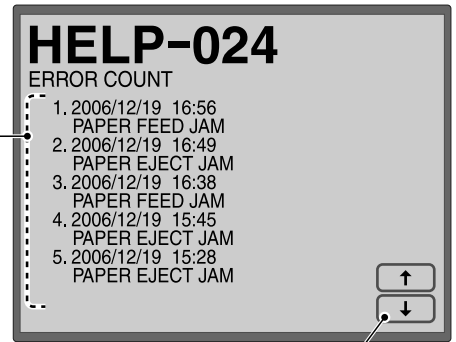 HELP-024
ERROR COUNT
1. 2006/12/19 16:56
PAPER FEED JAM
2. 2006/12/19 16:49
PAPER EJECT JAM
3. 2006/12/19 16:38
PAPER FEED JAM
4. 2006/12/19 15:45
PAPER EJECT JAM
5. 2006/12/19 15:28
PAPER EJECT JAM
↑
↓